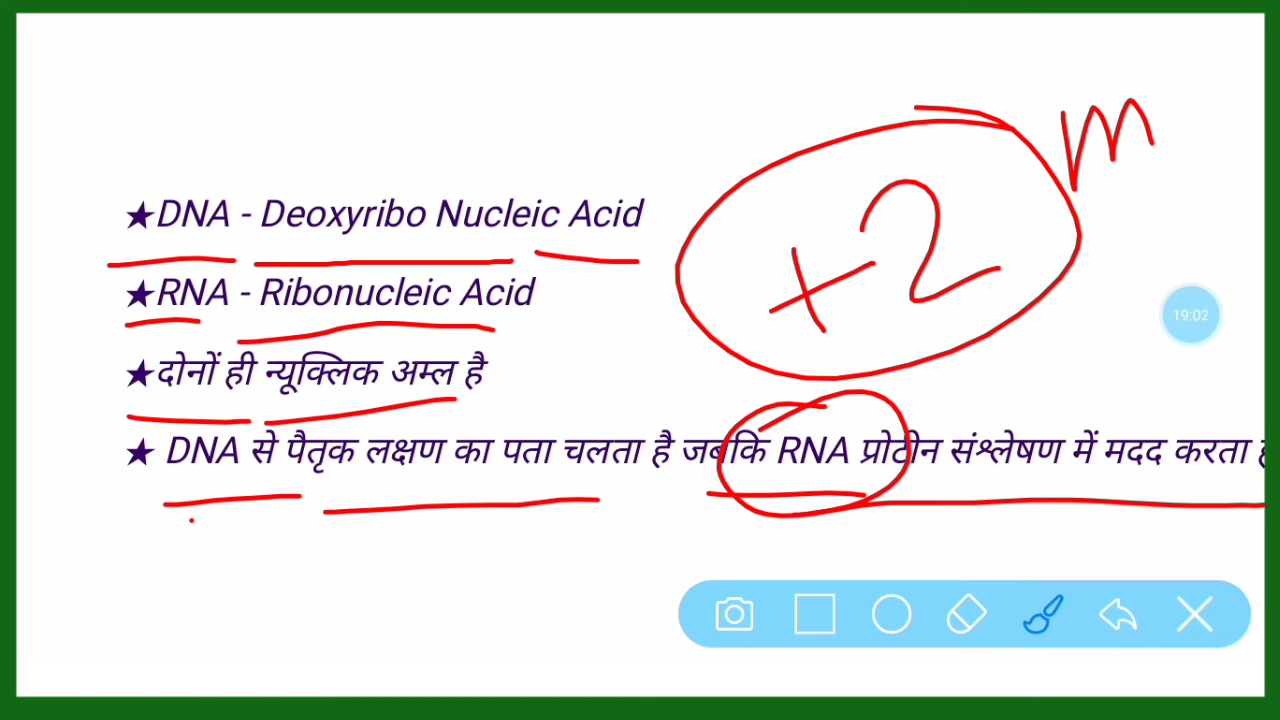 ★DNA - Deoxyribo Nucleic Acid
★RNA - Ribonucleic Acid
★दोनों ही न्यूक्लिक अम्ल है
★ DNA से पैतृक लक्षण का पता चलता है जबकि RNA प्रोटीन संश्लेषण में मदद करता
+2
m
19:02